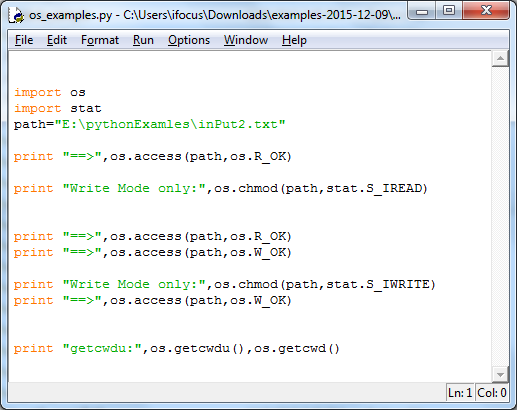 os_examples.py - C:\Users\ifocus\Downloads\examples-2015-12-09\...
File Edit Format Run Options Window Help
import os
import stat
path="E:\pythonExamles\inPut2.txt"
print "==>",os.access(path,os.R_OK)
print "Write Mode only:",os.chmod(path,stat.S_IREAD)
print "==>",os.access(path,os.R_OK)
print "==>",os.access(path,os.W_OK)
print "Write Mode only:",os.chmod(path,stat.S_IWRITE)
print "==>",os.access(path,os.W_OK)
print "getcwdu:",os.getcwdu(),os.getcwd()
Ln: 1 Col: 0